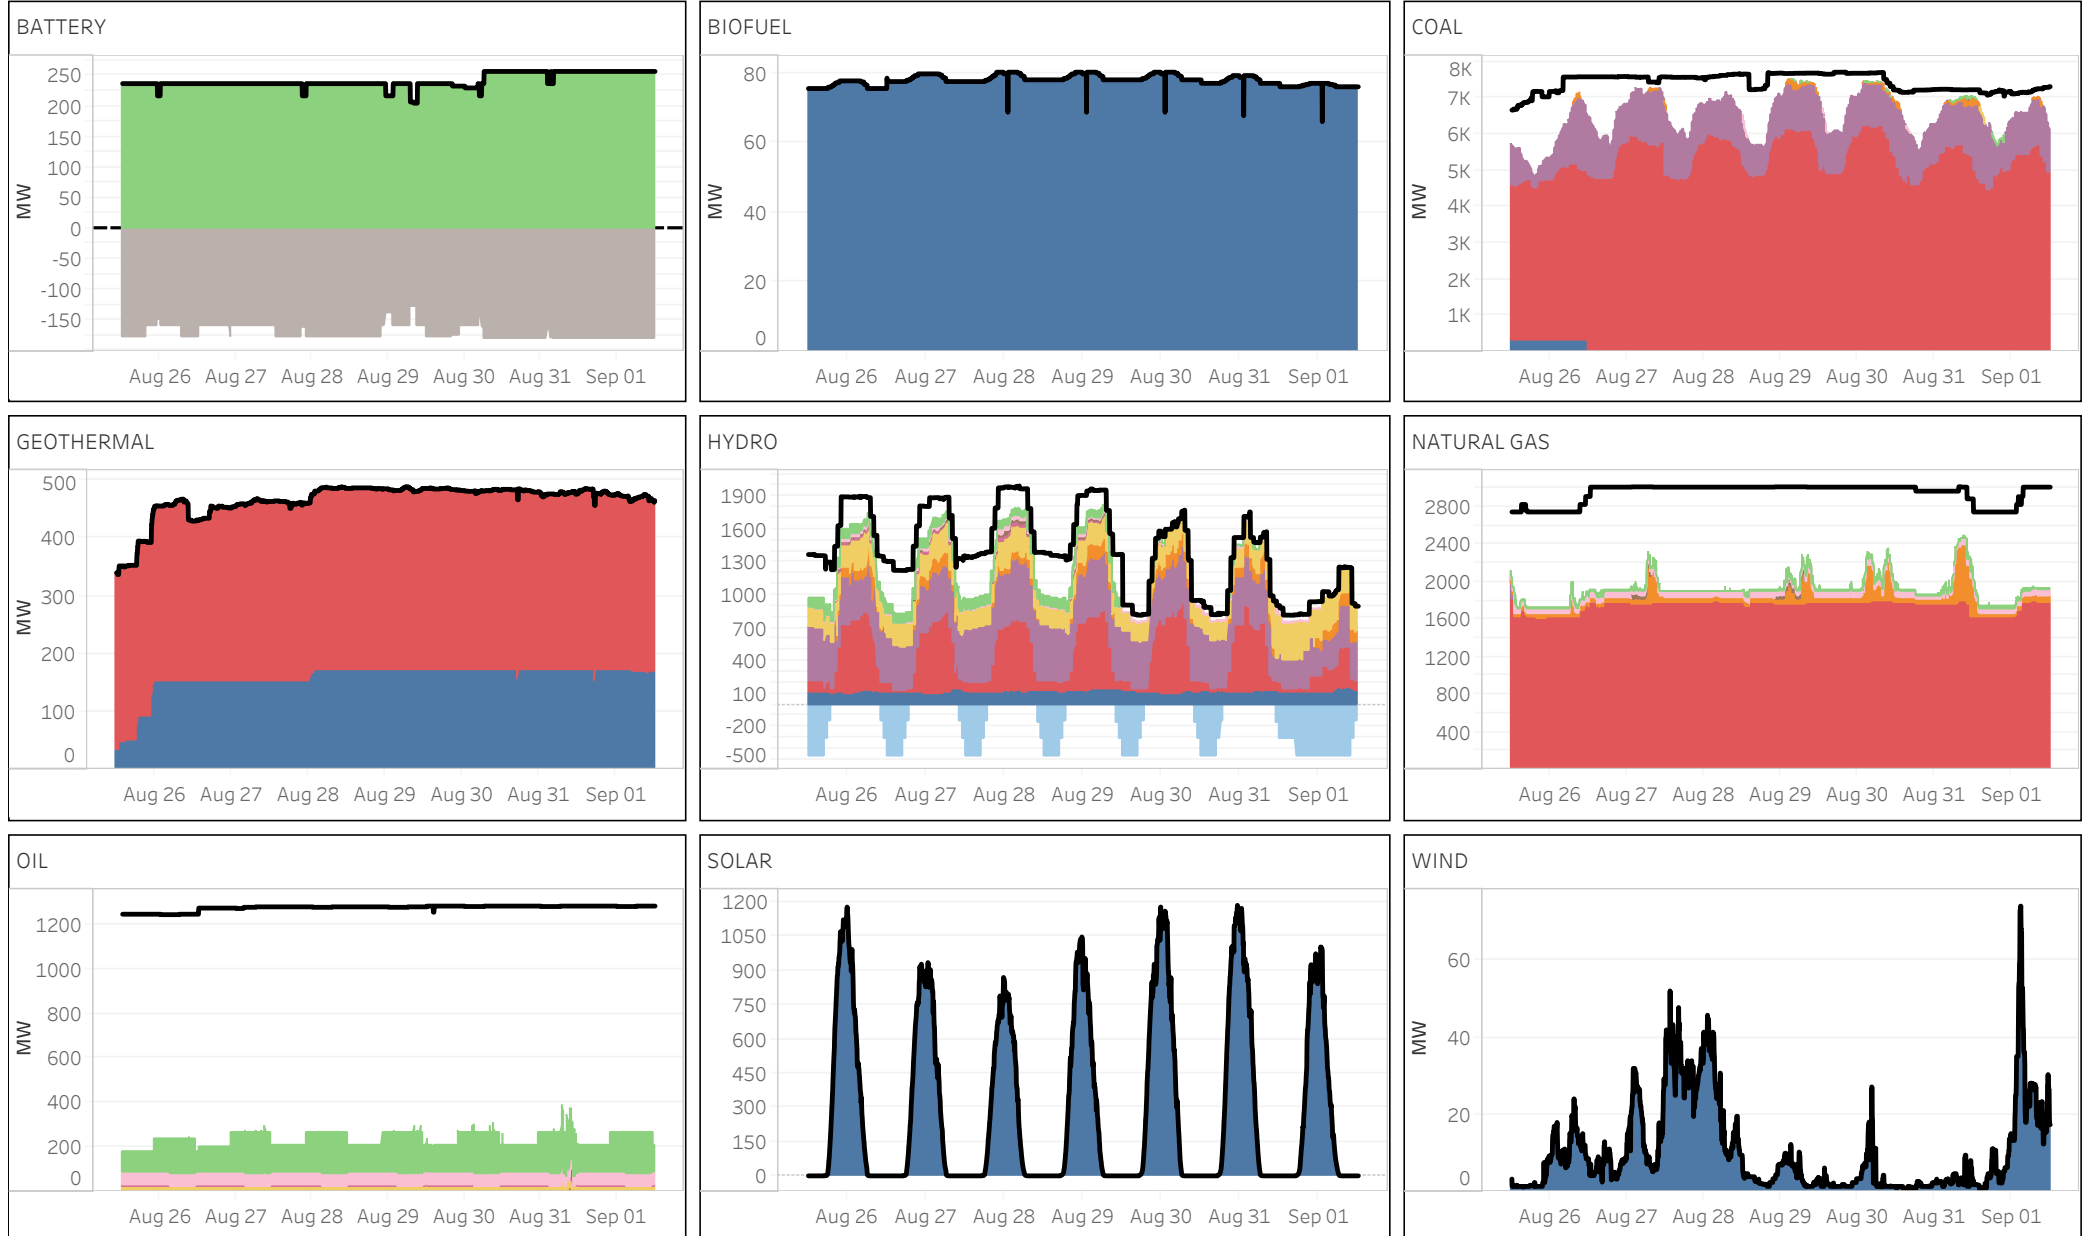 BATTERY
MW
250
200
150
100
50
0
-50
-100
-150
Aug 26 Aug 27 Aug 28 Aug 29 Aug 30 Aug 31 Sep 01
BIOFUEL
MW
80
60
40
20
0
Aug 26 Aug 27 Aug 28 Aug 29 Aug 30 Aug 31 Sep 01
COAL
MW
8K
7K
6K
5K
4K
3K
2K
1K
Aug 26 Aug 27 Aug 28 Aug 29 Aug 30 Aug 31 Sep 01
GEOTHERMAL
MW
500
400
300
200
100
0
Aug 26 Aug 27 Aug 28 Aug 29 Aug 30 Aug 31 Sep 01
HYDRO
1900
1600
1300
1000
700
400
100
-200
-500
Aug 26 Aug 27 Aug 28 Aug 29 Aug 30 Aug 31 Sep 01
NATURAL GAS
2800
2400
2000
1600
1200
800
400
Aug 26 Aug 27 Aug 28 Aug 29 Aug 30 Aug 31 Sep 01
OIL
MW
1200
1000
800
600
400
200
0
Aug 26 Aug 27 Aug 28 Aug 29 Aug 30 Aug 31 Sep 01
SOLAR
1200
1050
900
750
600
450
300
150
0
Aug 26 Aug 27 Aug 28 Aug 29 Aug 30 Aug 31 Sep 01
WIND
MW
60
40
20
0
Aug 26 Aug 27 Aug 28 Aug 29 Aug 30 Aug 31 Sep 01